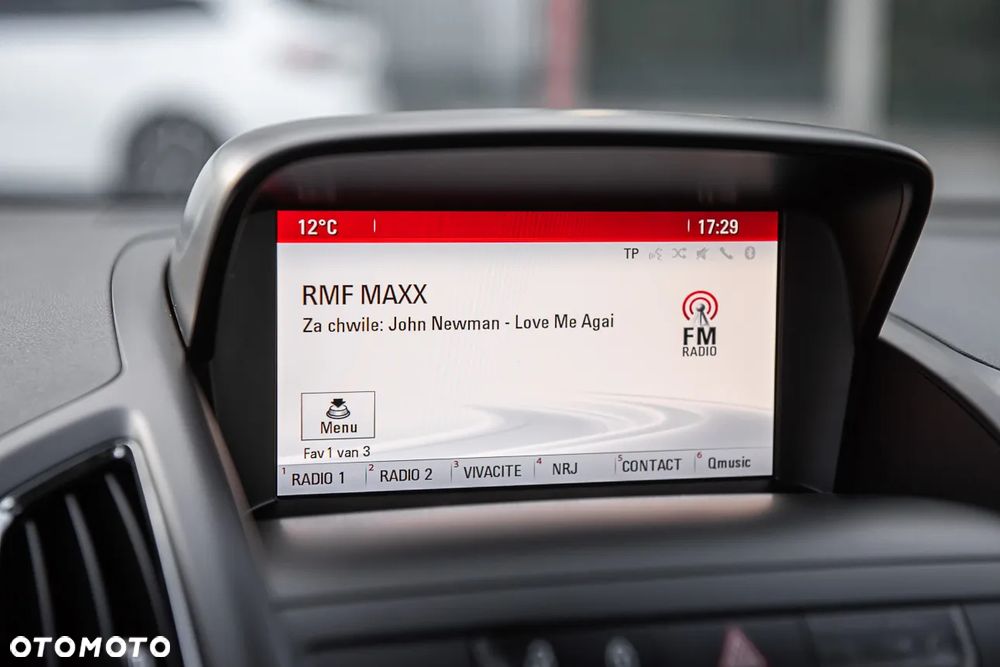 12°C 17:29
TP
RMF MAXX
Za chwile: John Newman - Love Me Agai
FM
RADIO
Menu
Fav 1 van 3
1 RADIO 1 2 RADIO 2 3 VIVACITE 4 NRJ 5 CONTACT 6 Qmusic
OTOMOTO